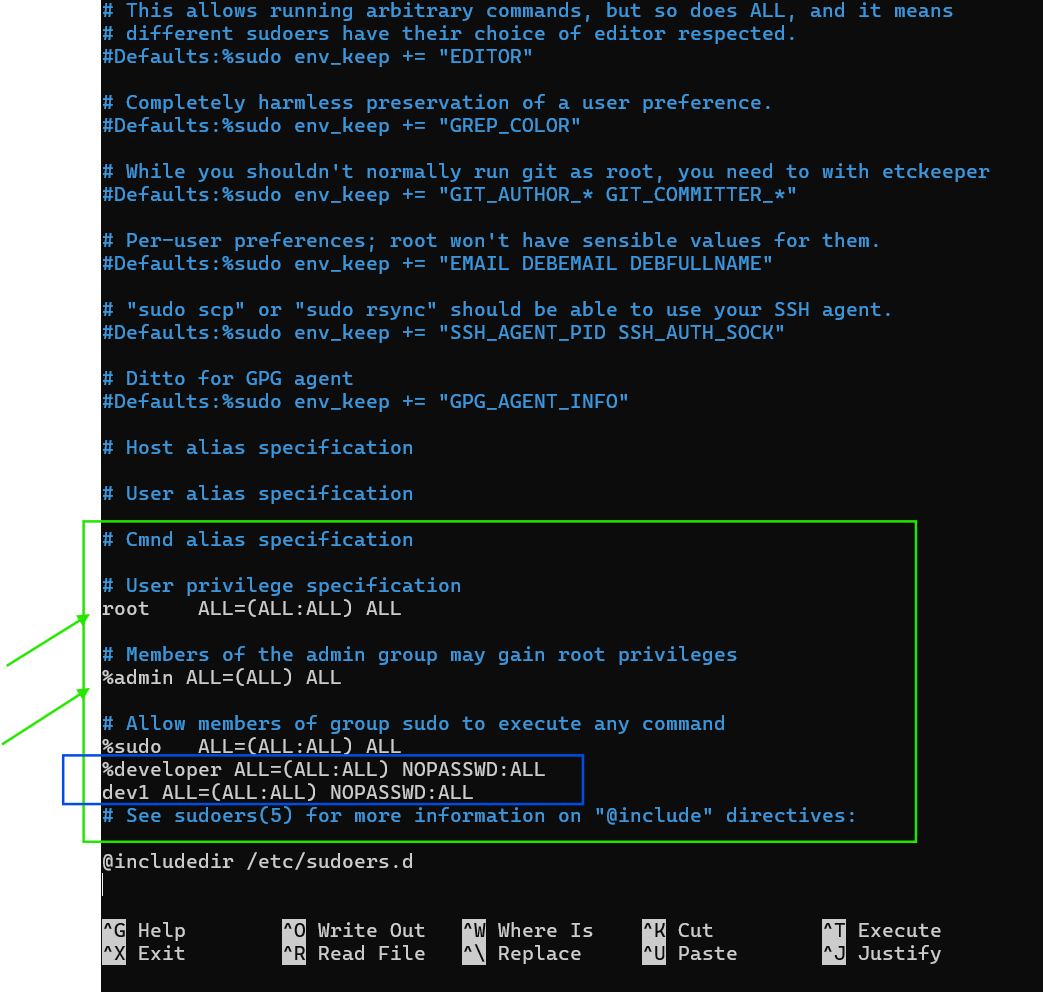 # This allows running arbitrary commands, but so does ALL, and it means
# different sudoers have their choice of editor respected.
#Defaults:%sudo env_keep += "EDITOR"
# Completely harmless preservation of a user preference.
#Defaults:%sudo env_keep += "GREP_COLOR"
# While you shouldn't normally run git as root, you need to with etckeeper
#Defaults:%sudo env_keep += "GIT_AUTHOR_* GIT_COMMITTER_*"
# Per-user preferences; root won't have sensible values for them.
#Defaults:%sudo env_keep += "EMAIL DEBEMAIL DEBFULLNAME"
# "sudo scp" or "sudo rsync" should be able to use your SSH agent.
#Defaults:%sudo env_keep += "SSH_AGENT_PID SSH_AUTH_SOCK"
# Ditto for GPG agent
#Defaults:%sudo env_keep += "GPG_AGENT_INFO"
# Host alias specification
# User alias specification
# Cmnd alias specification
# User privilege specification
root    ALL=(ALL:ALL) ALL
# Members of the admin group may gain root privileges
%admin ALL=(ALL) ALL
# Allow members of group sudo to execute any command
%sudo   ALL=(ALL:ALL) ALL
%developer ALL=(ALL:ALL) NOPASSWD:ALL
dev1 ALL=(ALL:ALL) NOPASSWD:ALL
# See sudoers(5) for more information on "@include" directives:
@includedir /etc/sudoers.d
^G Help ^O Write Out ^W Where Is ^K Cut ^T Execute
^X Exit ^R Read File ^\ Replace ^U Paste ^J Justify